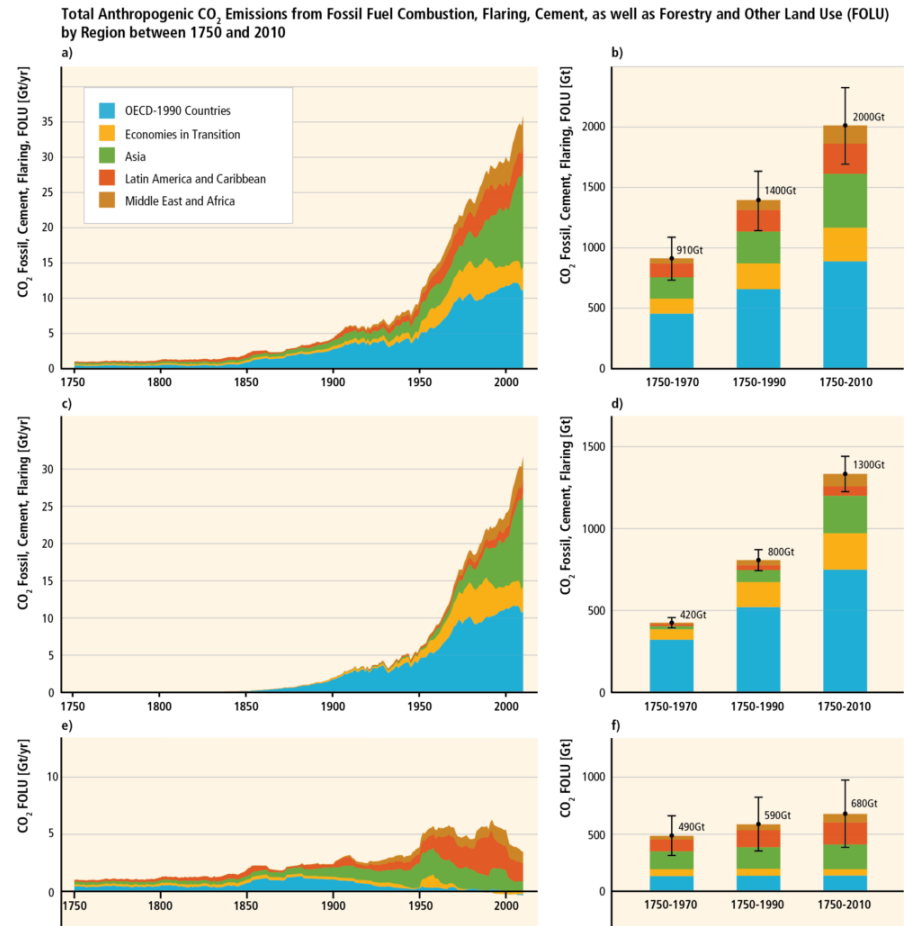 Total Anthropogenic CO₂ Emissions from Fossil Fuel Combustion, Flaring, Cement, as well as Forestry and Other Land Use (FOLU)
by Region between 1750 and 2010
a)
CO₂ Fossil, Cement, Flaring, FOLU [Gt/yr]
35
30
25
20
15
10
5
0
OECD-1990 Countries
Economies in Transition
Asia
Latin America and Caribbean
Middle East and Africa
1750
1800
1850
1900
1950
2000
b)
CO₂ Fossil, Cement, Flaring, FOLU [Gt]
2000
1500
1000
500
0
910Gt
1400Gt
2000Gt
1750-1970
1750-1990
1750-2010
c)
CO₂ Fossil, Cement, Flaring [Gt/yr]
30
25
20
15
10
5
0
1750
1800
1850
1900
1950
2000
d)
CO₂ Fossil, Cement, Flaring [Gt]
1500
1000
500
0
420Gt
800Gt
1300Gt
1750-1970
1750-1990
1750-2010
e)
CO₂ FOLU [Gt/yr]
10
5
0
1750
1800
1850
1900
1950
2000
f)
CO₂ FOLU [Gt]
1000
500
0
490Gt
590Gt
680Gt
1750-1970
1750-1990
1750-2010